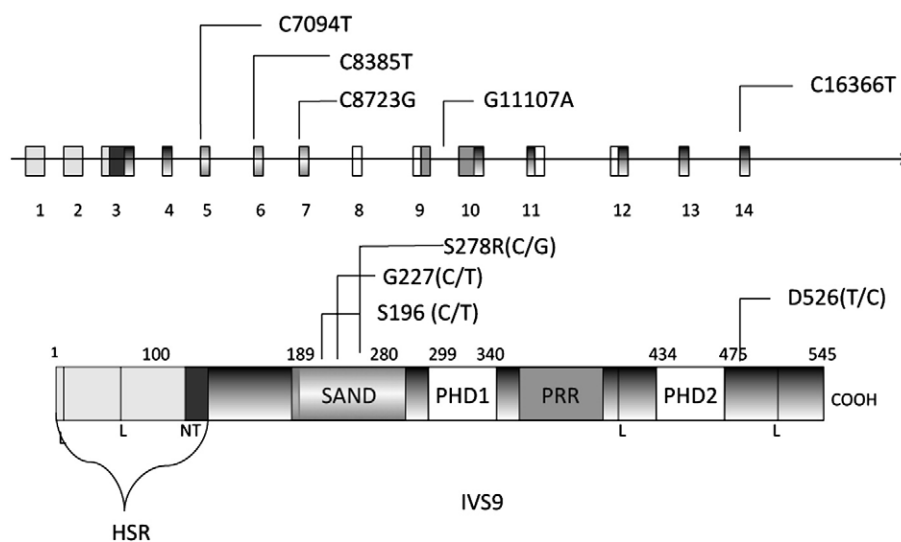 C7094T
C8385T
C8723G G11107A C16366T
1 2 3 4 5 6 7 8 9 10 11 12 13 14
S278R(C/G)
G227(C/T)
S196 (C/T) D526(T/C)
1 100 189 280 299 340 434 475 545
SAND PHD1 PRR PHD2 COOH
L L NT L L
HSR IVS9